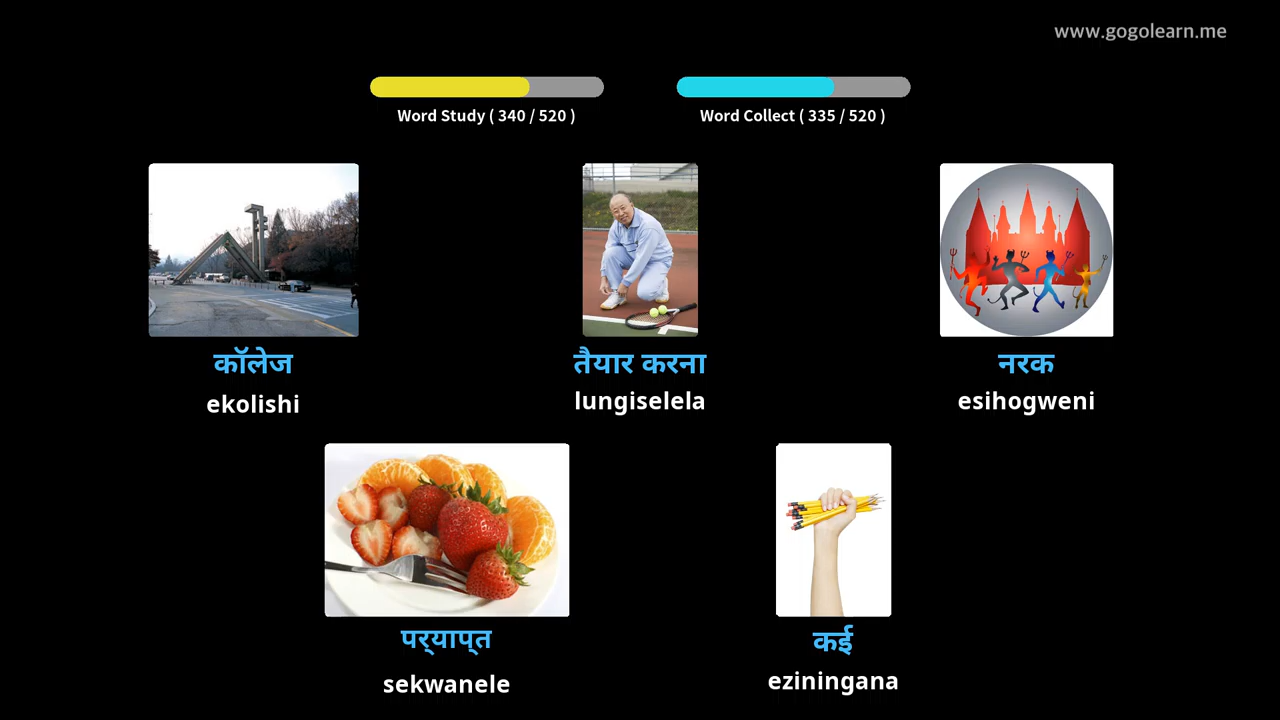 www.gogolearn.me
Word Study ( 340 / 520 )
Word Collect ( 335 / 520 )
कॉलेज
ekolishi
तैयार करना
lungiselela
नरक
esihogweni
पर्‍याप्‍त
sekwanele
कई
eziningana